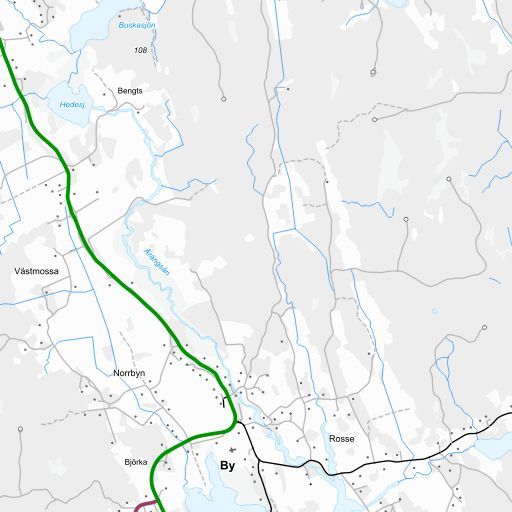 Buskasjön
108
Bengts
Hedesj.
Årängsån
Västmossa
Norrbyn
Rosse
Björka
By